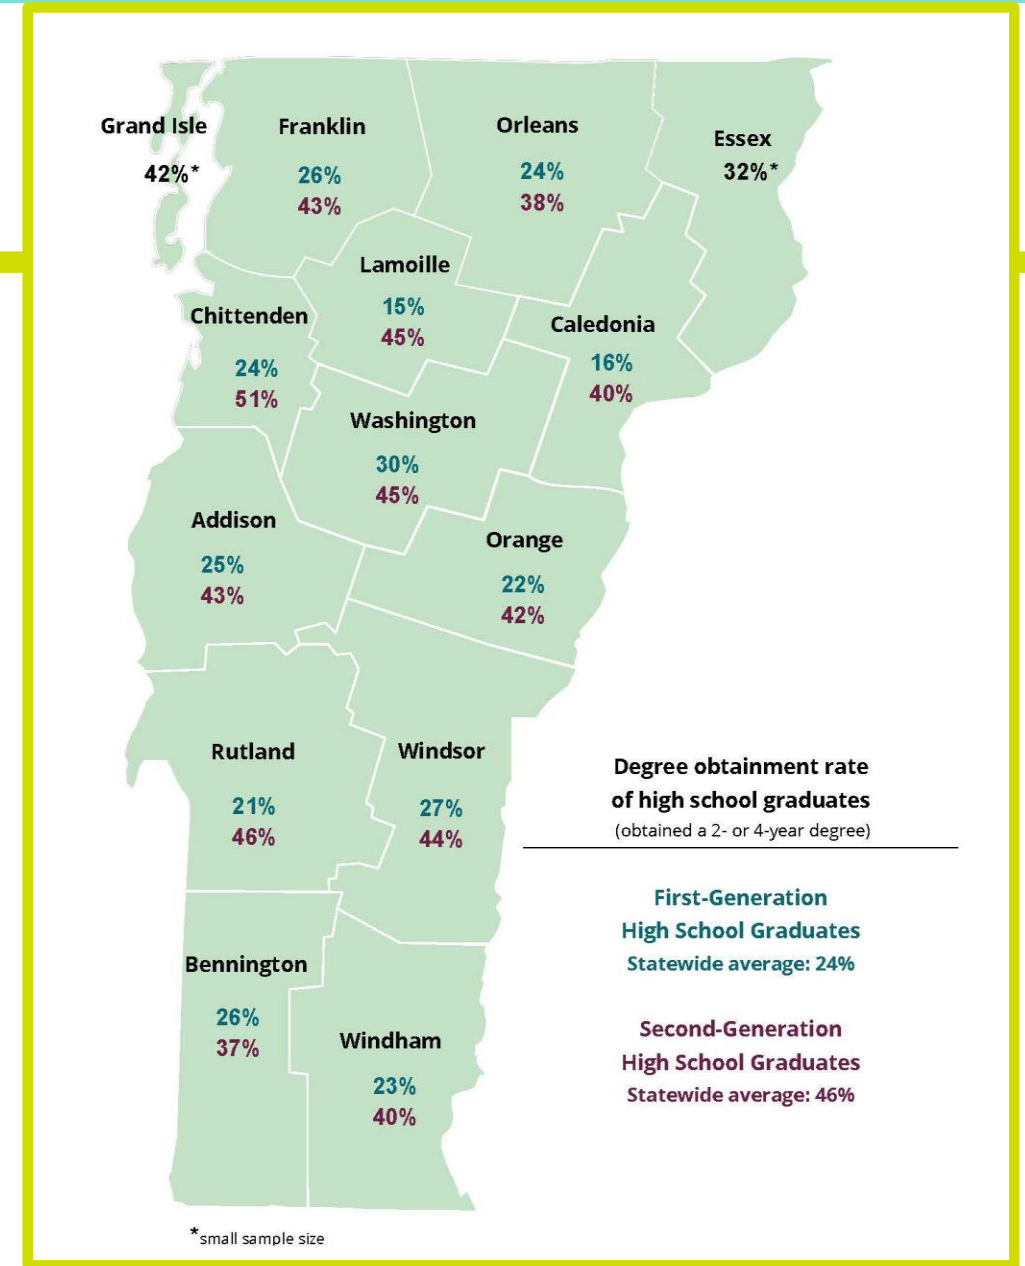 Grand Isle
42%*
Franklin
26%
43%
Orleans
24%
38%
Essex
32%*
Lamoille
15%
45%
Chittenden
24%
51%
Caledonia
16%
40%
Washington
30%
45%
Addison
25%
43%
Orange
22%
42%
Rutland
21%
46%
Windsor
27%
44%
Degree obtainment rate
of high school graduates
(obtained a 2- or 4-year degree)
First-Generation
High School Graduates
Statewide average: 24%
Second-Generation
High School Graduates
Statewide average: 46%
Bennington
26%
37%
Windham
23%
40%
*small sample size